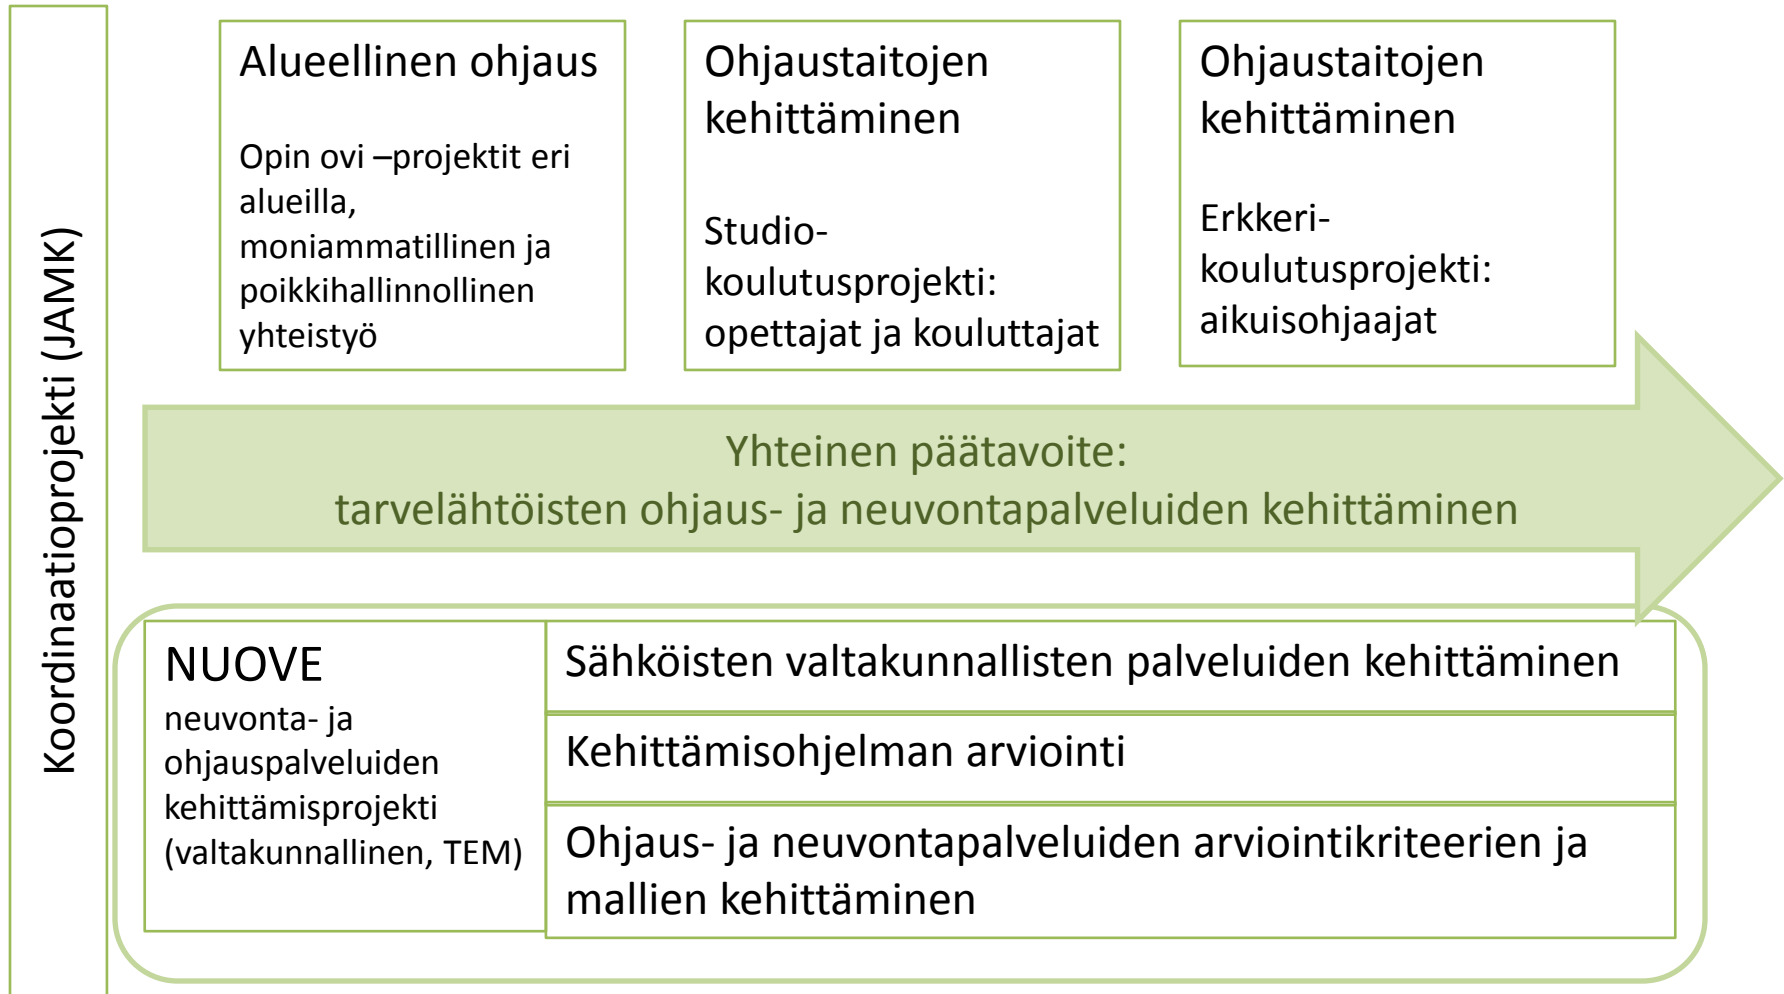 Koordinaatioprojekti (JAMK)
Alueellinen ohjaus
Opin ovi –projektit eri
alueilla,
moniammatillinen ja
poikkihallinnollinen
yhteistyö
Ohjaustaitojen
kehittäminen
Studio-
koulutusprojekti:
opettajat ja kouluttajat
Ohjaustaitojen
kehittäminen
Erkkeri-
koulutusprojekti:
aikuisohjaajat
Yhteinen päätavoite:
tarvelähtöisten ohjaus- ja neuvontapalveluiden kehittäminen
NUOVE
neuvonta- ja
ohjauspalveluiden
kehittämisprojekti
(valtakunnallinen, TEM)
Sähköisten valtakunnallisten palveluiden kehittäminen
Kehittämisohjelman arviointi
Ohjaus- ja neuvontapalveluiden arviointikriteerien ja
mallien kehittäminen